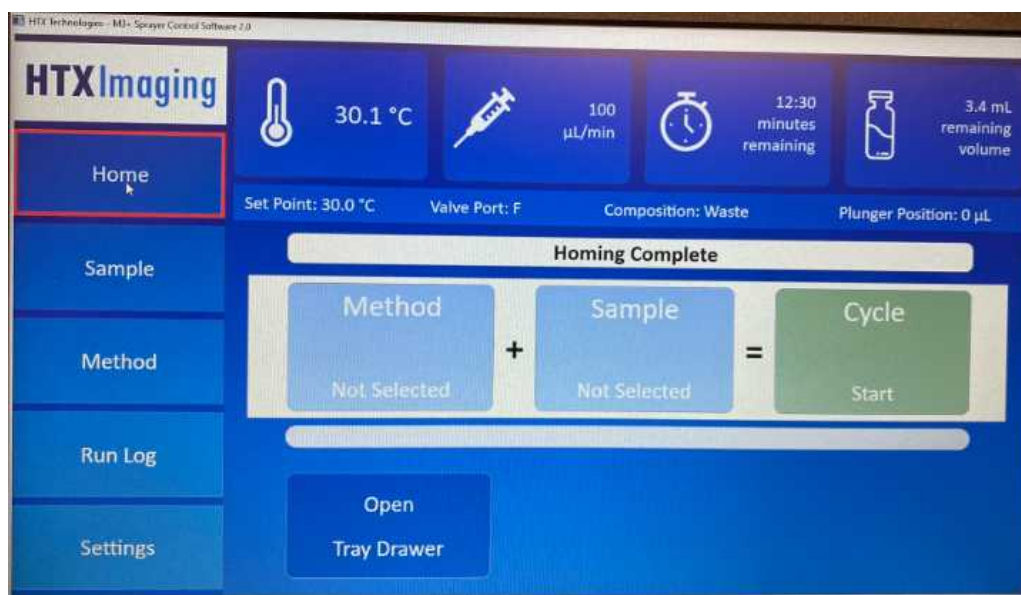 HTX Technologies - M3+ Sprayer Control Software 2.0
HTXImaging
30.1 °C
100
µL/min
12:30
minutes
remaining
3.4 mL
remaining
volume
Home
Set Point: 30.0 °C
Valve Port: F
Composition: Waste
Plunger Position: 0 µL
Homing Complete
Sample
Method
Not Selected
+
Sample
Not Selected
=
Cycle
Start
Method
Run Log
Open
Tray Drawer
Settings